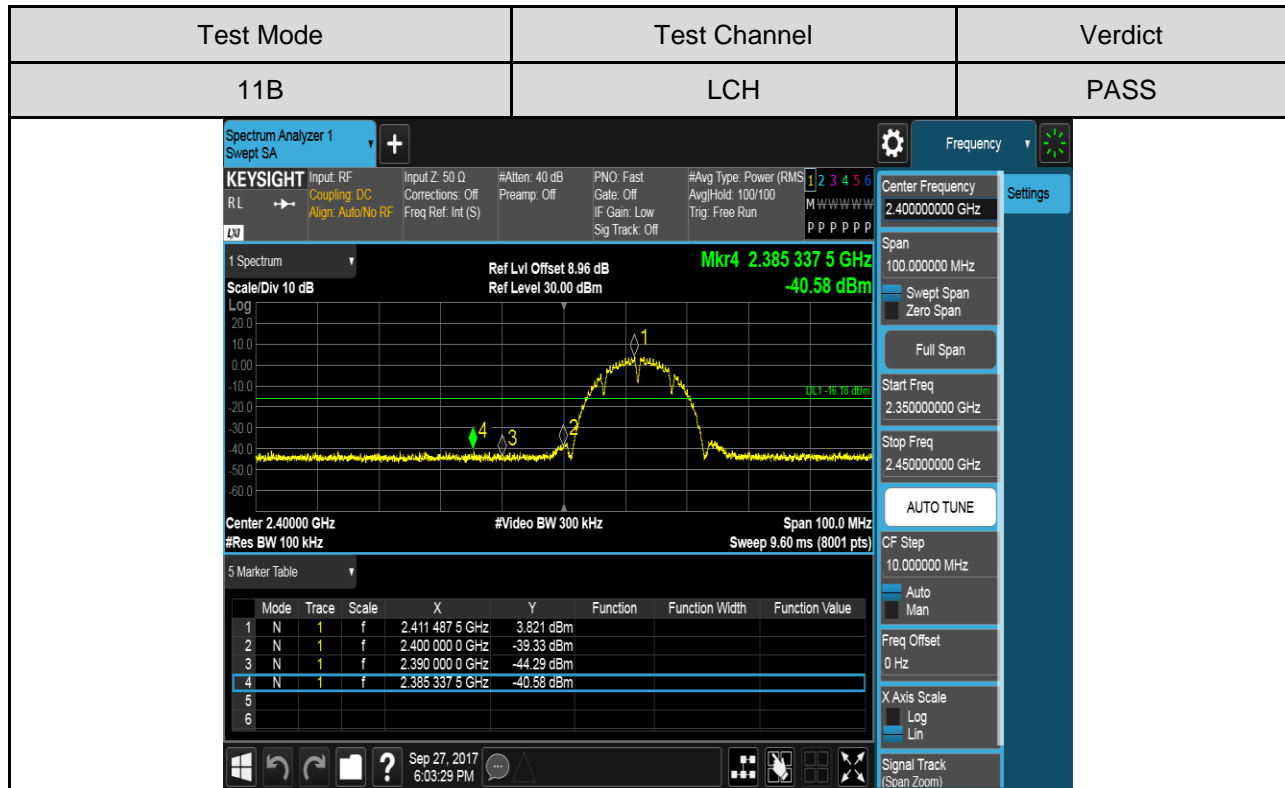 Test Mode Test Channel Verdict
11B LCH PASS
Spectrum Analyzer 1
Swept SA
+
Frequency
KEYSIGHT Input: RF Input Z: 50 Ω #Atten: 40 dB PNO: Fast #Avg Type: Power (RMS 1 2 3 4 5 6
RL Coupling: DC Corrections: Off Preamp: Off Gate: Off Avg|Hold: 100/100 M W W W W W
Align: Auto/No RF Freq Ref: Int (S) IF Gain: Low Trig: Free Run
LXI Sig Track: Off P P P P P P
1 Spectrum
Ref Lvl Offset 8.96 dB Mkr4 2.385 337 5 GHz
Scale/Div 10 dB Ref Level 30.00 dBm -40.58 dBm
Log
20.0
10.0
1
0.00
-10.0
DL1 -16.18 dBm
-20.0
-30.0
4 3 2
-40.0
-50.0
-60.0
Center 2.40000 GHz #Video BW 300 kHz Span 100.0 MHz
#Res BW 100 kHz Sweep 9.60 ms (8001 pts)
5 Marker Table
Mode Trace Scale X Y Function Function Width Function Value
1 N 1 f 2.411 487 5 GHz 3.821 dBm
2 N 1 f 2.400 000 0 GHz -39.33 dBm
3 N 1 f 2.390 000 0 GHz -44.29 dBm
4 N 1 f 2.385 337 5 GHz -40.58 dBm
5
6
Sep 27, 2017
6:03:29 PM
?
Center Frequency
2.400000000 GHz
Settings
Span
100.000000 MHz
Swept Span
Zero Span
Full Span
Start Freq
2.350000000 GHz
Stop Freq
2.450000000 GHz
AUTO TUNE
CF Step
10.000000 MHz
Auto
Man
Freq Offset
0 Hz
X Axis Scale
Log
Lin
Signal Track
(Span Zoom)